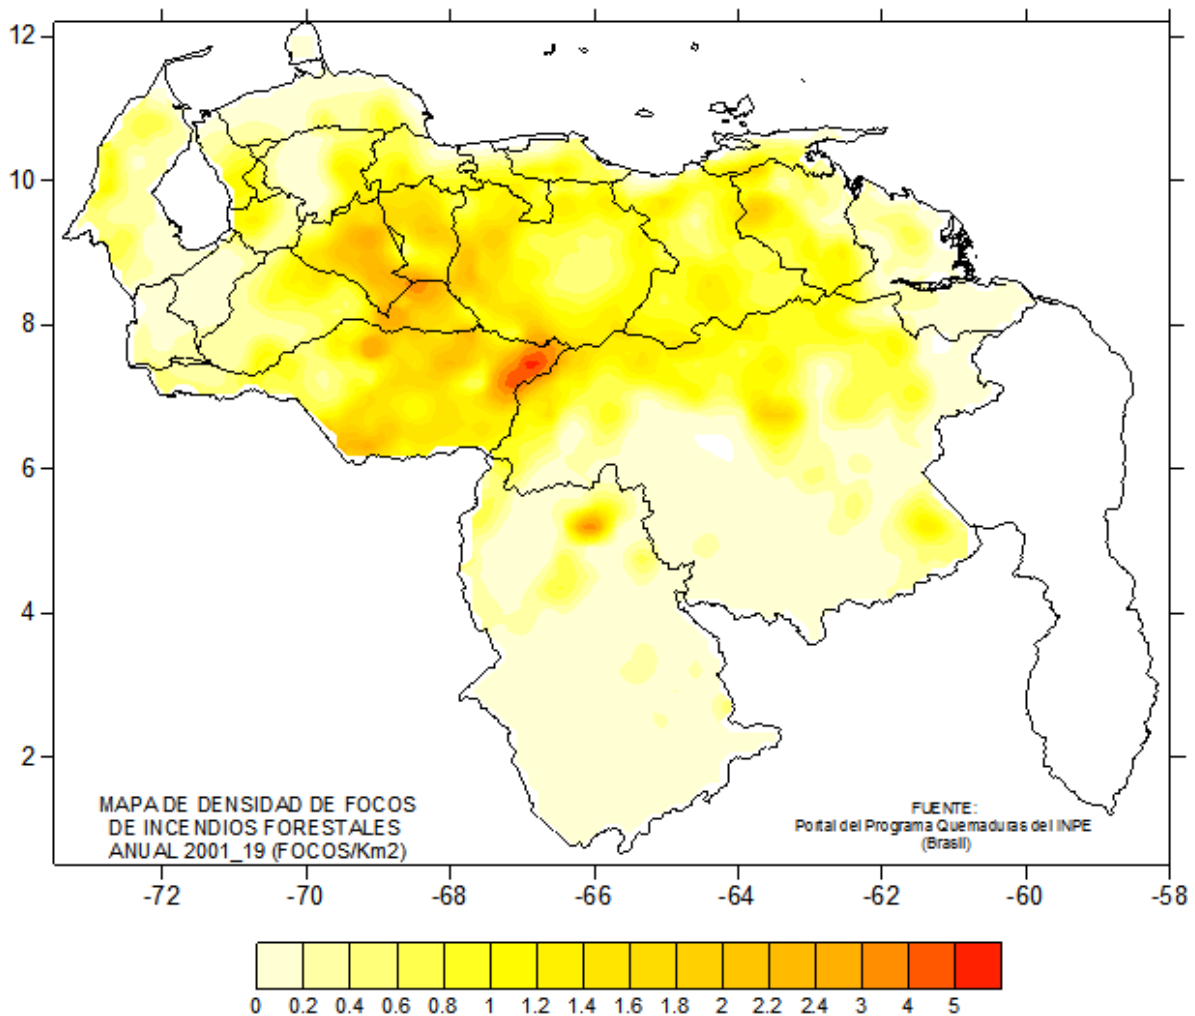 12
10
8
6
4
2
MAPA DE DENSIDAD DE FOCOS
DE INCENDIOS FORESTALES
ANUAL 2001_19 (FOCOS/Km2)
FUENTE:
Portal del Programa Quemaduras del INPE
(Brasil)
-72 -70 -68 -66 -64 -62 -60 -58
0 0.2 0.4 0.6 0.8 1 1.2 1.4 1.6 1.8 2 2.2 2.4 3 4 5